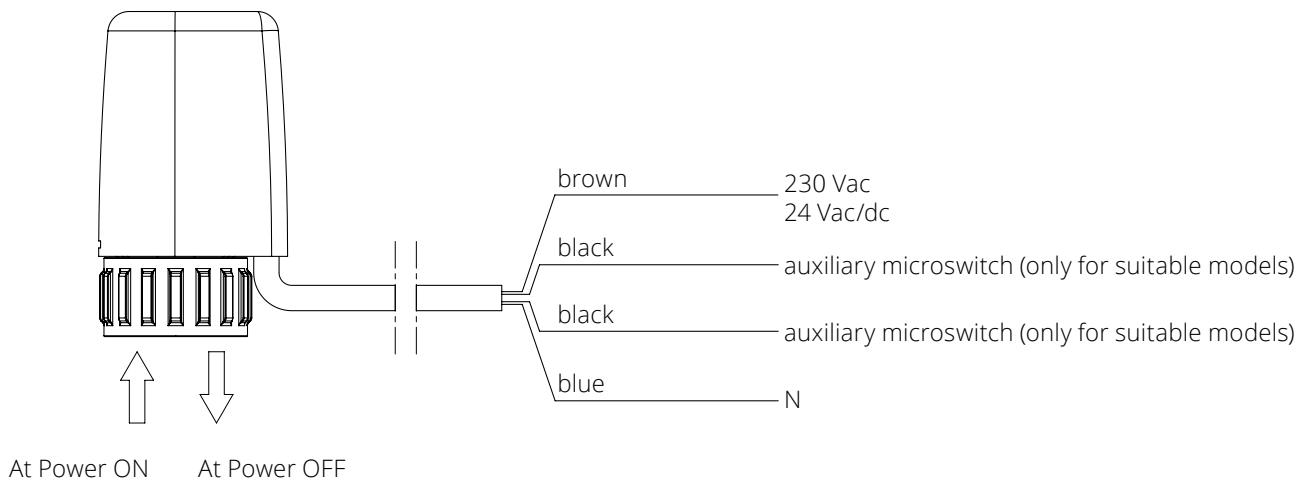 brown
230 Vac
24 Vac/dc
black
auxiliary microswitch (only for suitable models)
black
auxiliary microswitch (only for suitable models)
blue
N
At Power ON
At Power OFF